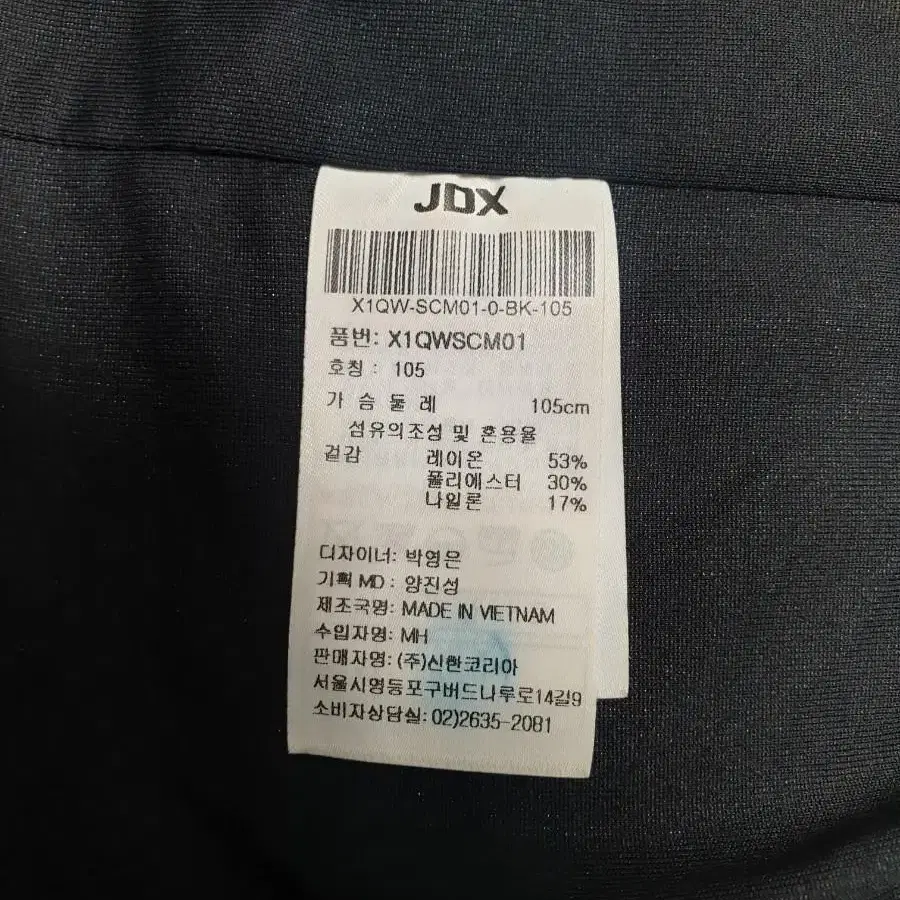 JDX
X1QW-SCM01-0-BK-105
품번: X1QWSCM01
호칭 : 105
가 슴 둘 레 105cm
섬유의조성 및 혼용율
겉감 레이온 53%
폴리에스터 30%
나일론 17%
디자이너: 박영은
기획 MD : 양진성
제조국명: MADE IN VIETNAM
수입자명: MH
판매자명: (주)신한코리아
서울시영등포구버드나루로14길9
소비자상담실: 02)2635-2081